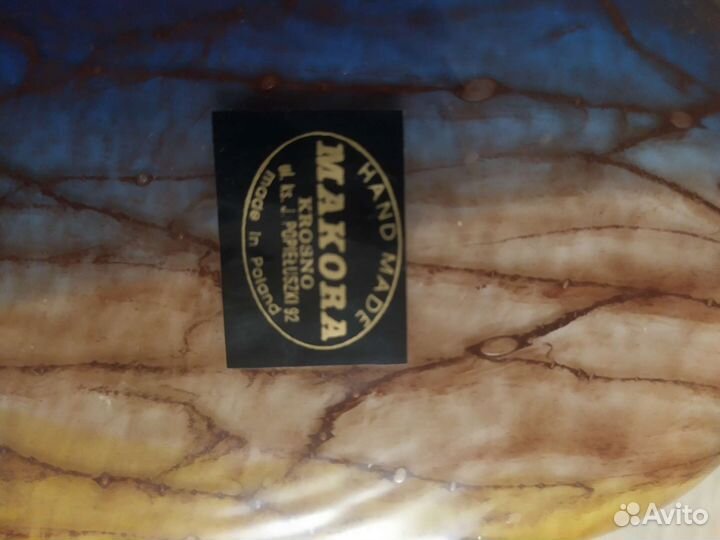 HAND MADE
MAKORA
KROSNO
ul. ks. J. POPIEŁUSZKI 92
made in Poland
Avito